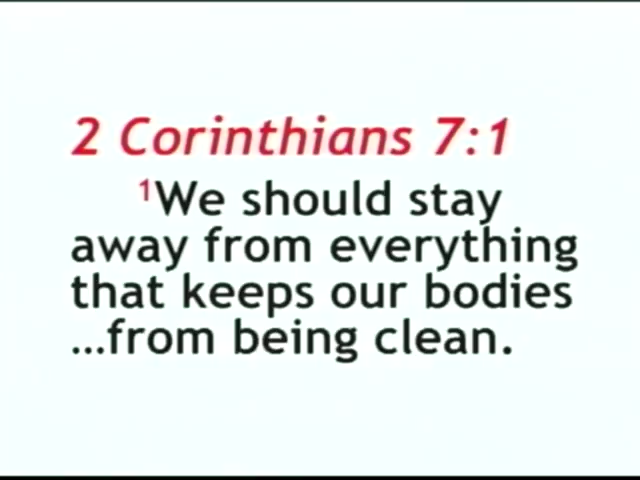 2 Corinthians 7:1
1We should stay
away from everything
that keeps our bodies
...from being clean.